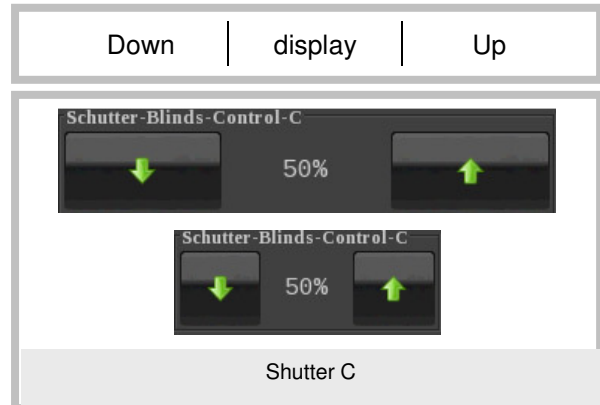 Down display Up
Schutter-Blinds-Control-C
50%
Schutter-Blinds-Control-C
50%
Shutter C